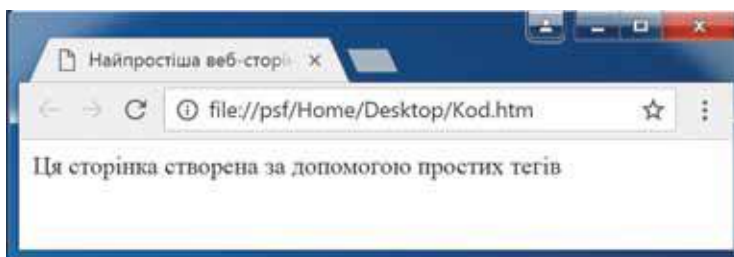 Найпростіша веб-сторі
file://psf/Home/Desktop/Kod.htm
Ця сторінка створена за допомогою простих тегів